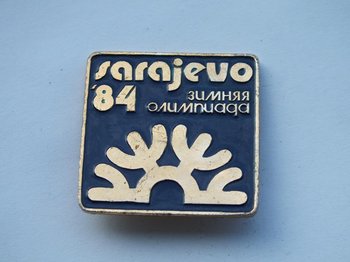 sarajevo
'84 зимняя
олимпиада